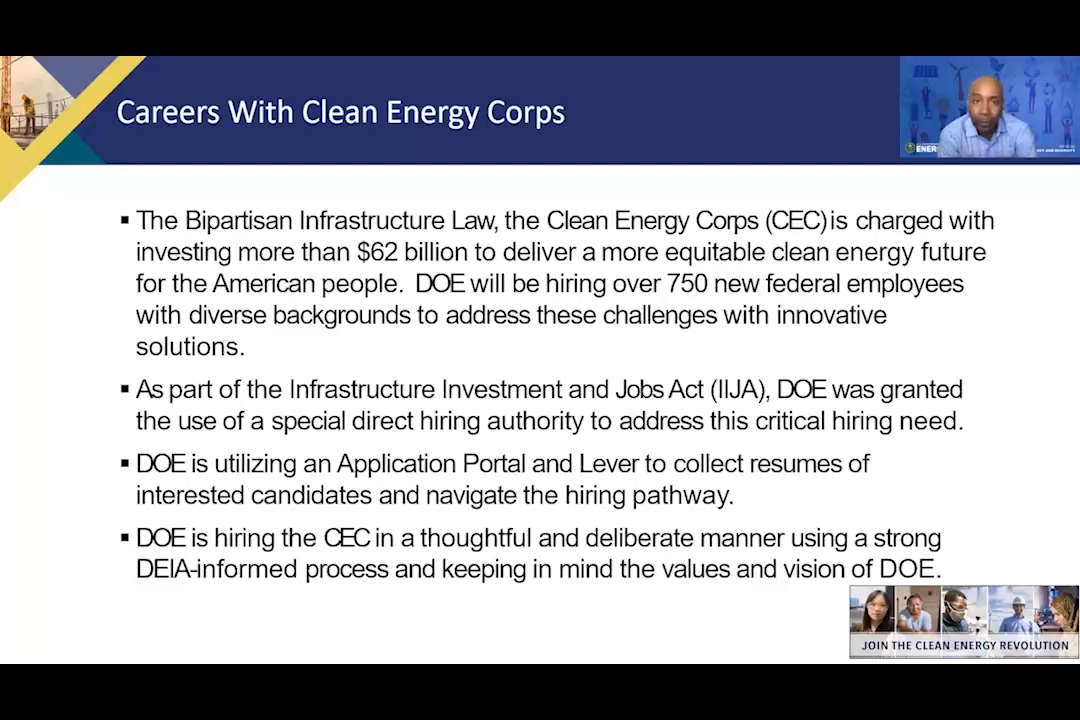 Careers With Clean Energy Corps
ENER
▪ The Bipartisan Infrastructure Law, the Clean Energy Corps (CEC) is charged with
investing more than $62 billion to deliver a more equitable clean energy future
for the American people. DOE will be hiring over 750 new federal employees
with diverse backgrounds to address these challenges with innovative
solutions.
▪ As part of the Infrastructure Investment and Jobs Act (IIJA), DOE was granted
the use of a special direct hiring authority to address this critical hiring need.
▪ DOE is utilizing an Application Portal and Lever to collect resumes of
interested candidates and navigate the hiring pathway.
▪ DOE is hiring the CEC in a thoughtful and deliberate manner using a strong
DEIA-informed process and keeping in mind the values and vision of DOE.
JOIN THE CLEAN ENERGY REVOLUTION